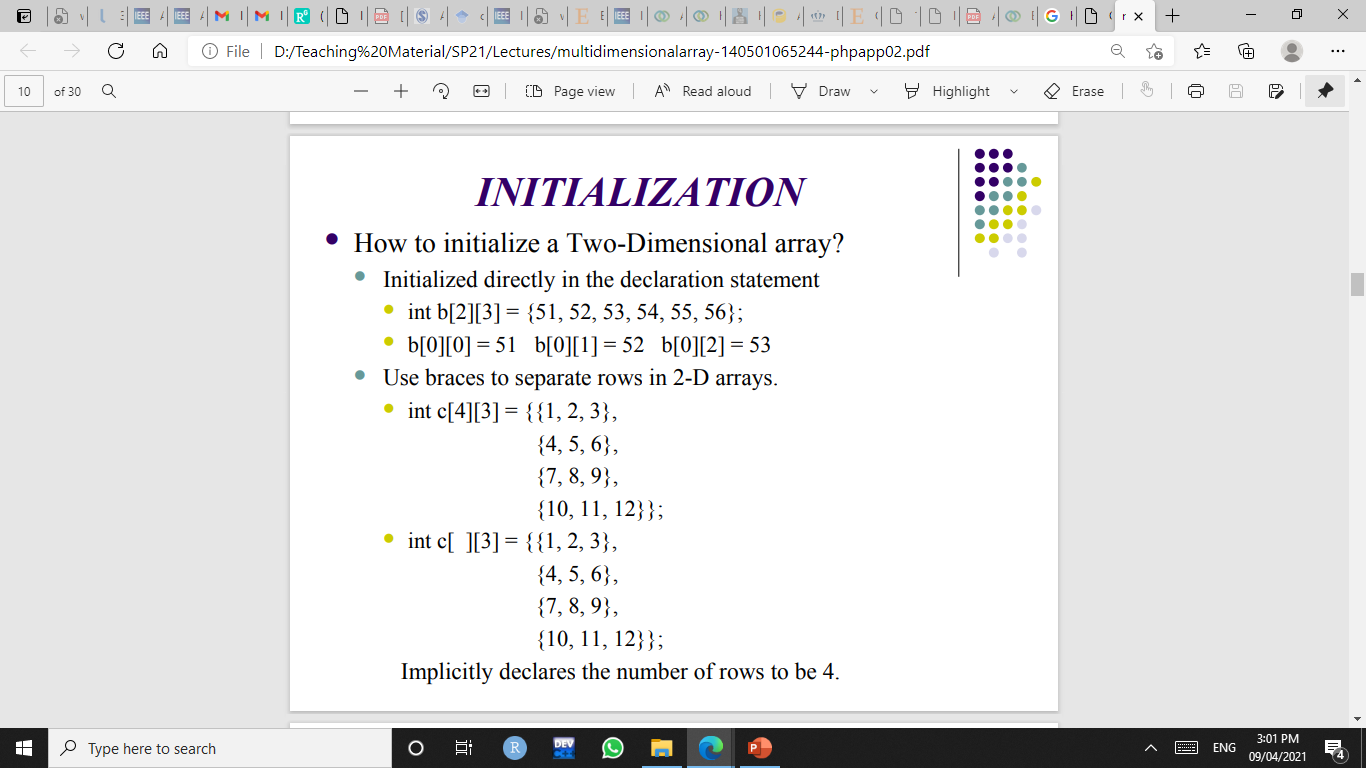 File
D:/Teaching%20Material/SP21/Lectures/multidimensionalarray-140501065244-phpapp02.pdf
10 of 30
Page view
Read aloud
Draw
Highlight
Erase
INITIALIZATION
How to initialize a Two-Dimensional array?
Initialized directly in the declaration statement
int b[2][3] = {51, 52, 53, 54, 55, 56};
b[0][0] = 51 b[0][1] = 52 b[0][2] = 53
Use braces to separate rows in 2-D arrays.
int c[4][3] = {{1, 2, 3},
{4, 5, 6},
{7, 8, 9},
{10, 11, 12}};
int c[ ][3] = {{1, 2, 3},
{4, 5, 6},
{7, 8, 9},
{10, 11, 12}};
Implicitly declares the number of rows to be 4.
Type here to search
R
DEV
ENG
3:01 PM
09/04/2021
4